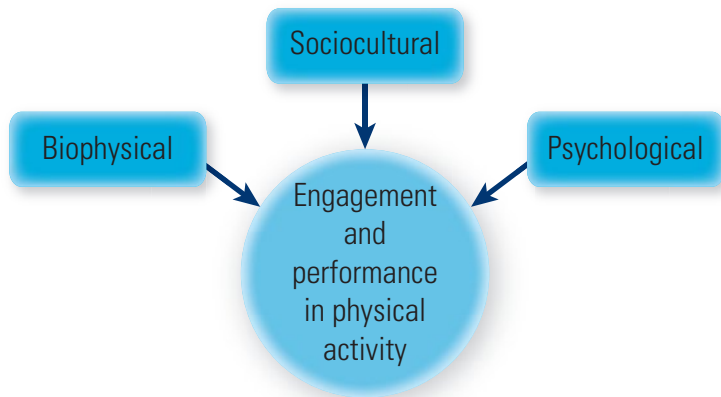 Sociocultural
Biophysical
Psychological
Engagement
and
performance
in physical
activity